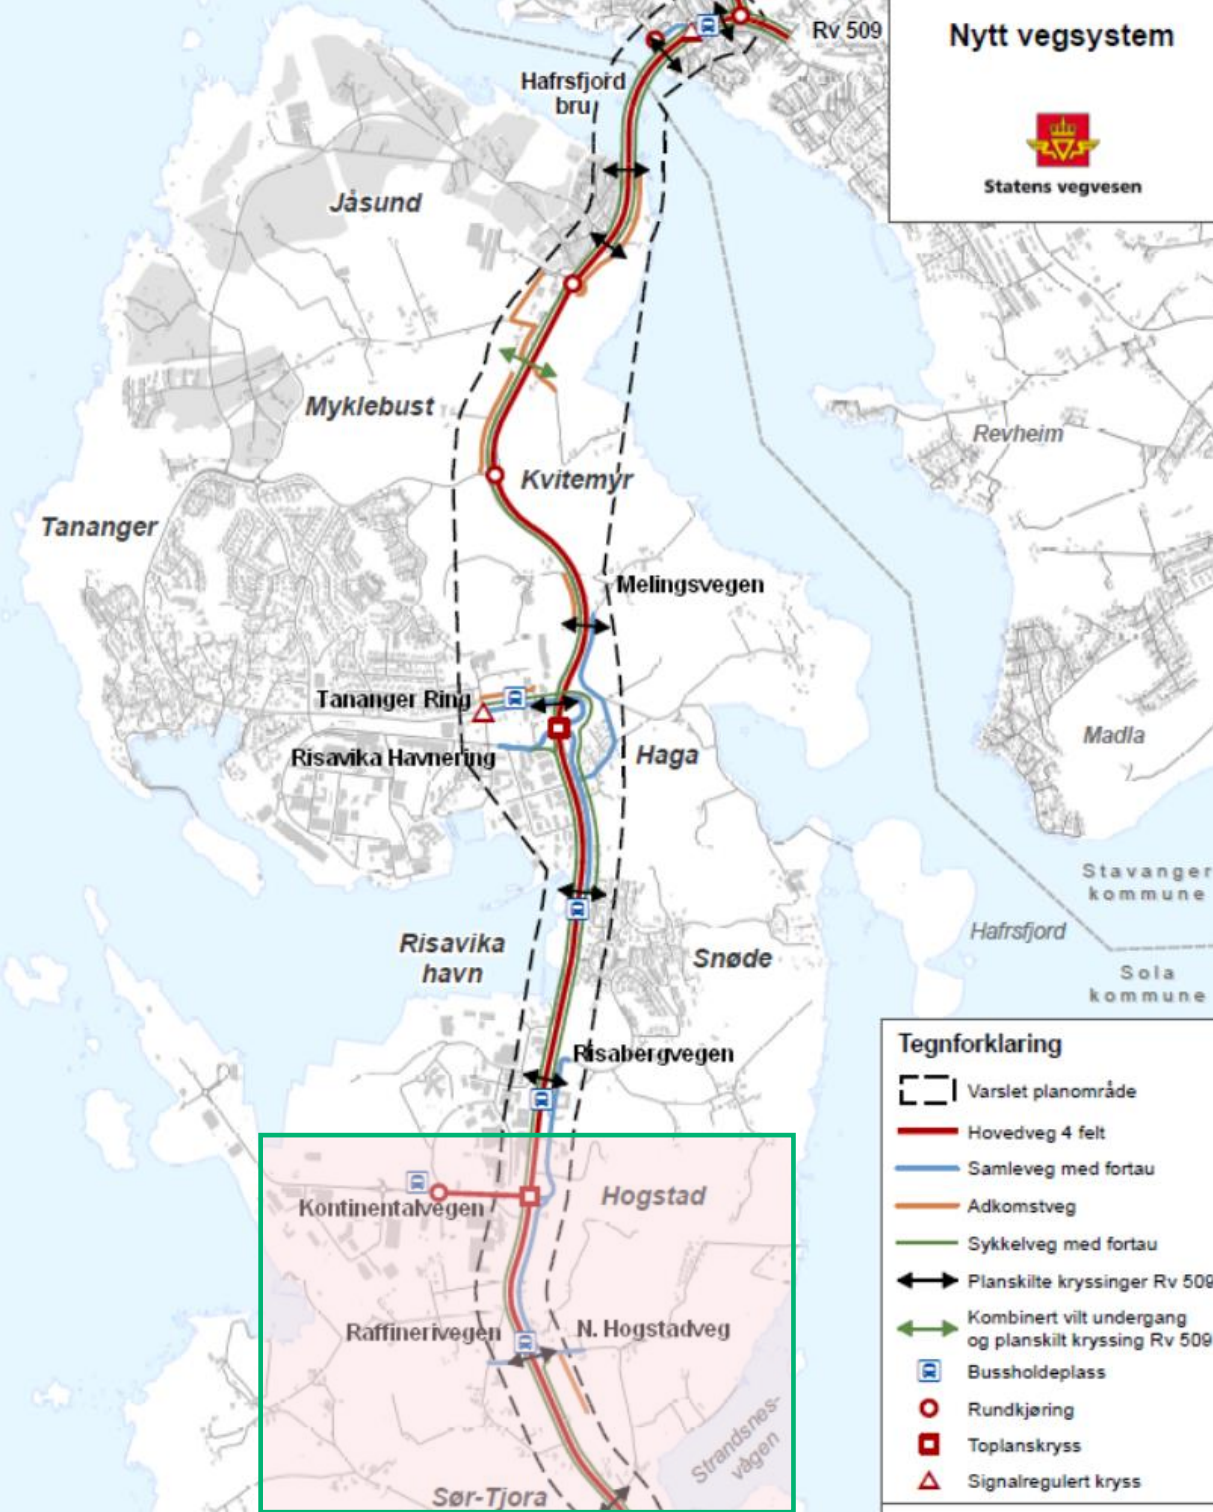 Rv 509
Nytt vegsystem
Statens vegvesen
Hafrsfjord
bru
Jåsund
Myklebust
Revheim
Kvitemyr
Tananger
Melingsvegen
Tananger Ring
Risavika Havnering
Haga
Madla
Stavanger
kommune
Hafrsfjord
Risavika
havn
Snøde
Sola
kommune
Risabergvegen
Kontinentalvegen
Hogstad
Raffinerivegen
N. Hogstadveg
Strandsnes-
vågen
Sør-Tjora
Tegnforklaring
Varslet planområde
Hovedveg 4 felt
Samleveg med fortau
Adkomstveg
Sykkelveg med fortau
Planskilte kryssinger Rv 509
Kombinert vilt undergang
og planskilt kryssing Rv 509
Bussholdeplass
Rundkjøring
Toplanskryss
Signalregulert kryss